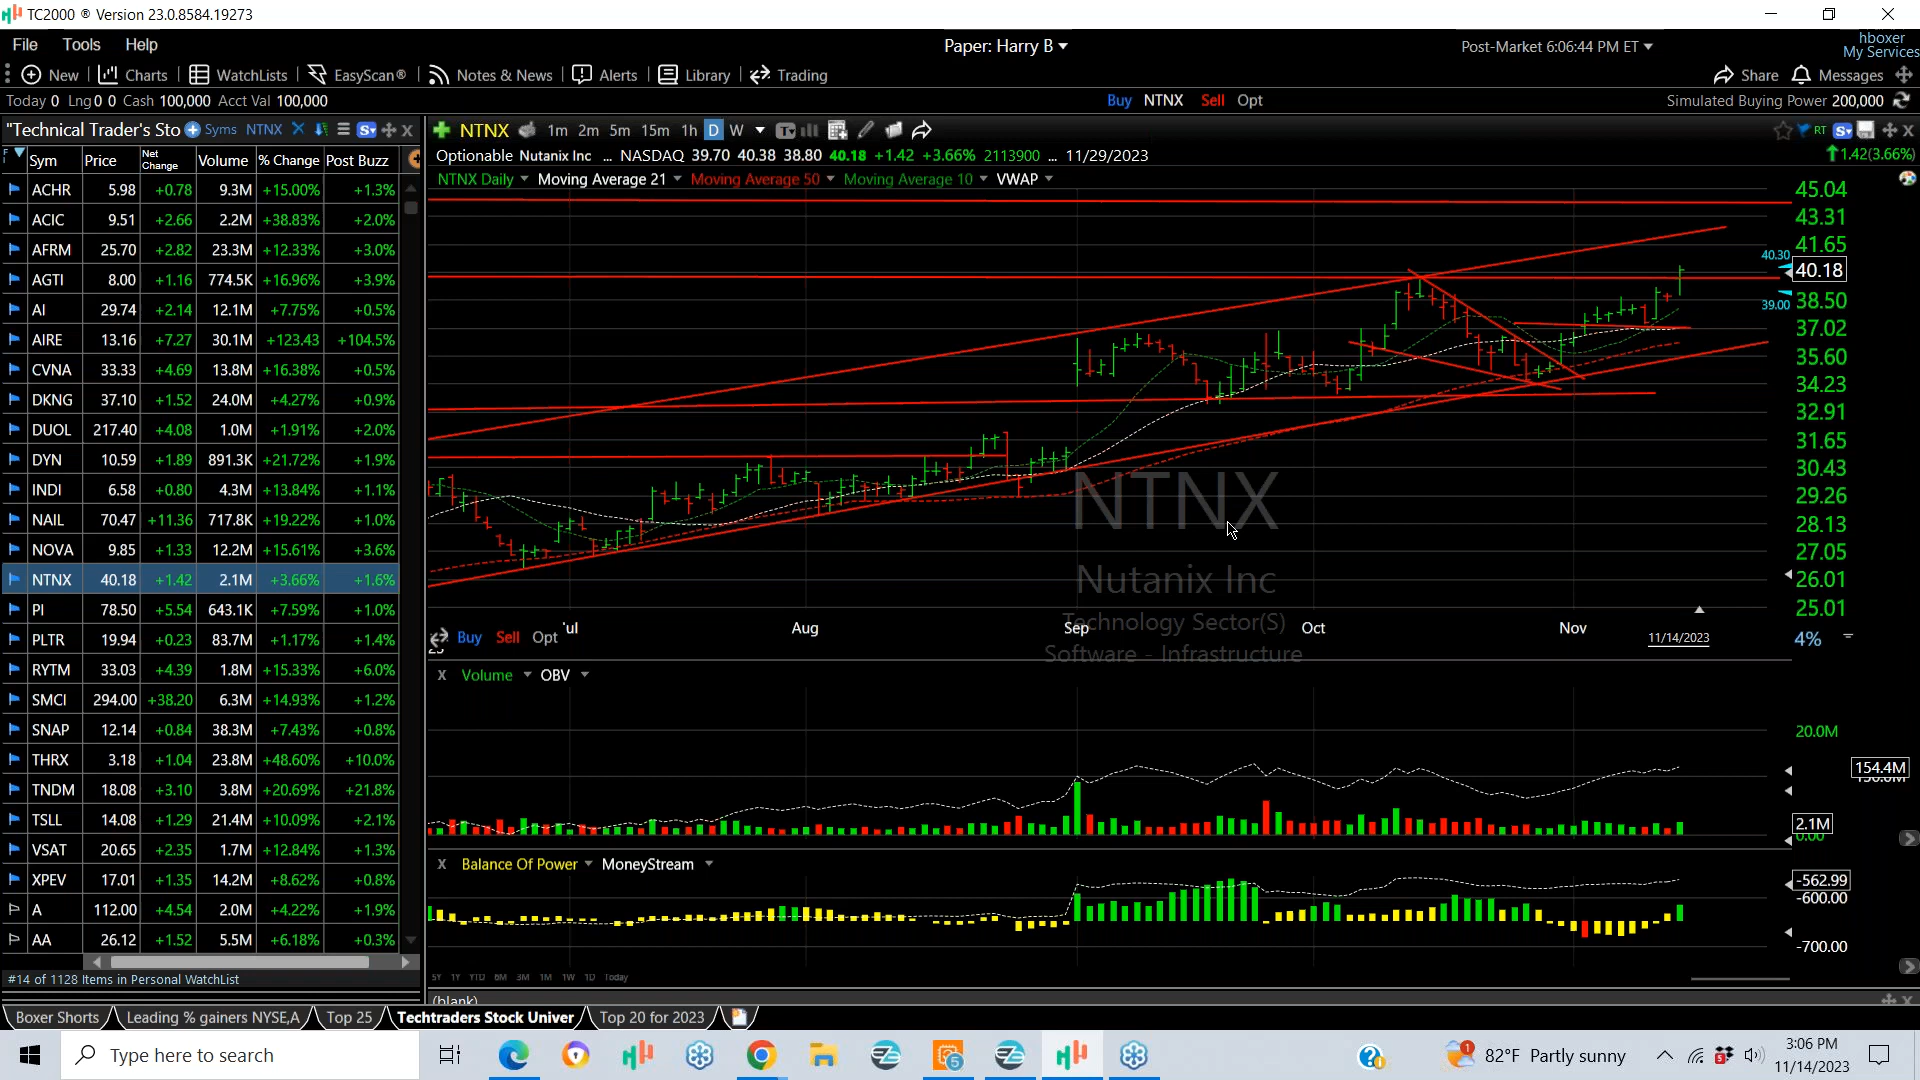 TC2000 ® Version 23.0.8584.19273
File Tools Help
Paper: Harry B
Post-Market 6:06:44 PM ET
hboxer
My Services
New Charts WatchLists EasyScan® Notes & News Alerts Library Trading
Share Messages
Today 0 Lng 0 0 Cash 100,000 Acct Val 100,000
Buy NTNX Sell Opt
Simulated Buying Power 200,000
"Technical Trader's Sto Syms NTNX
NTNX 1m 2m 5m 15m 1h D W
RT
Sym Price Net Change Volume % Change Post Buzz
Optionable Nutanix Inc ... NASDAQ 39.70 40.38 38.80 40.18 +1.42 +3.66% 2113900 ... 11/29/2023
1.42(3.66%)
NTNX Daily Moving Average 21 Moving Average 50 Moving Average 10 VWAP
ACHR 5.98 +0.78 9.3M +15.00% +1.3%
ACIC 9.51 +2.66 2.2M +38.83% +2.0%
AFRM 25.70 +2.82 23.3M +12.33% +3.0%
AGTI 8.00 +1.16 774.5K +16.96% +3.9%
AI 29.74 +2.14 12.1M +7.75% +0.5%
AIRE 13.16 +7.27 30.1M +123.43 +104.5%
CVNA 33.33 +4.69 13.8M +16.38% +0.5%
DKNG 37.10 +1.52 24.0M +4.27% +0.9%
DUOL 217.40 +4.08 1.0M +1.91% +2.0%
DYN 10.59 +1.89 891.3K +21.72% +1.9%
INDI 6.58 +0.80 4.3M +13.84% +1.1%
NAIL 70.47 +11.36 717.8K +19.22% +1.0%
NOVA 9.85 +1.33 12.2M +15.61% +3.6%
NTNX 40.18 +1.42 2.1M +3.66% +1.6%
PI 78.50 +5.54 643.1K +7.59% +1.0%
PLTR 19.94 +0.23 83.7M +1.17% +1.4%
RYTM 33.03 +4.39 1.8M +15.33% +6.0%
SMCI 294.00 +38.20 6.3M +14.93% +1.2%
SNAP 12.14 +0.84 38.3M +7.43% +0.8%
THRX 3.18 +1.04 23.8M +48.60% +10.0%
TNDM 18.08 +3.10 3.8M +20.69% +21.8%
TSLL 14.08 +1.29 21.4M +10.09% +2.1%
VSAT 20.65 +2.35 1.7M +12.84% +1.3%
XPEV 17.01 +1.35 14.2M +8.62% +0.8%
A 112.00 +4.54 2.0M +4.22% +1.9%
AA 26.12 +1.52 5.5M +6.18% +0.3%
#14 of 1128 Items in Personal WatchList
45.04
43.31
41.65
40.30
40.18
39.00
38.50
37.02
35.60
34.23
32.91
31.65
30.43
29.26
28.13
27.05
26.01
25.01
NTNX
Nutanix Inc
Technology Sector(S)
Software - Infrastructure
Buy Sell Opt
'ul Aug Sep Oct Nov
11/14/2023
4%
Volume OBV
20.0M
154.4M
2.1M
0.00
Balance Of Power MoneyStream
-562.99
-600.00
-700.00
5Y 1Y YTD 6M 3M 1M 1W 1D Today
(blank)
Boxer Shorts Leading % gainers NYSE,A Top 25 Techtraders Stock Univer Top 20 for 2023
Type here to search
82°F Partly sunny
3:06 PM
11/14/2023